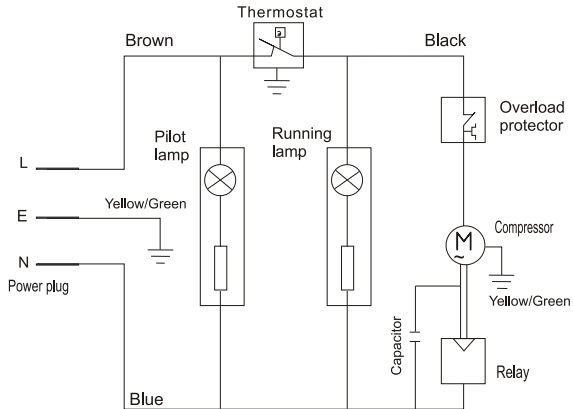 Thermostat
Brown
Black
Overload
protector
Pilot
lamp
Running
lamp
L
E
Yellow/Green
N
Power plug
Compressor
M
~
Yellow/Green
Capacitor
Relay
Blue